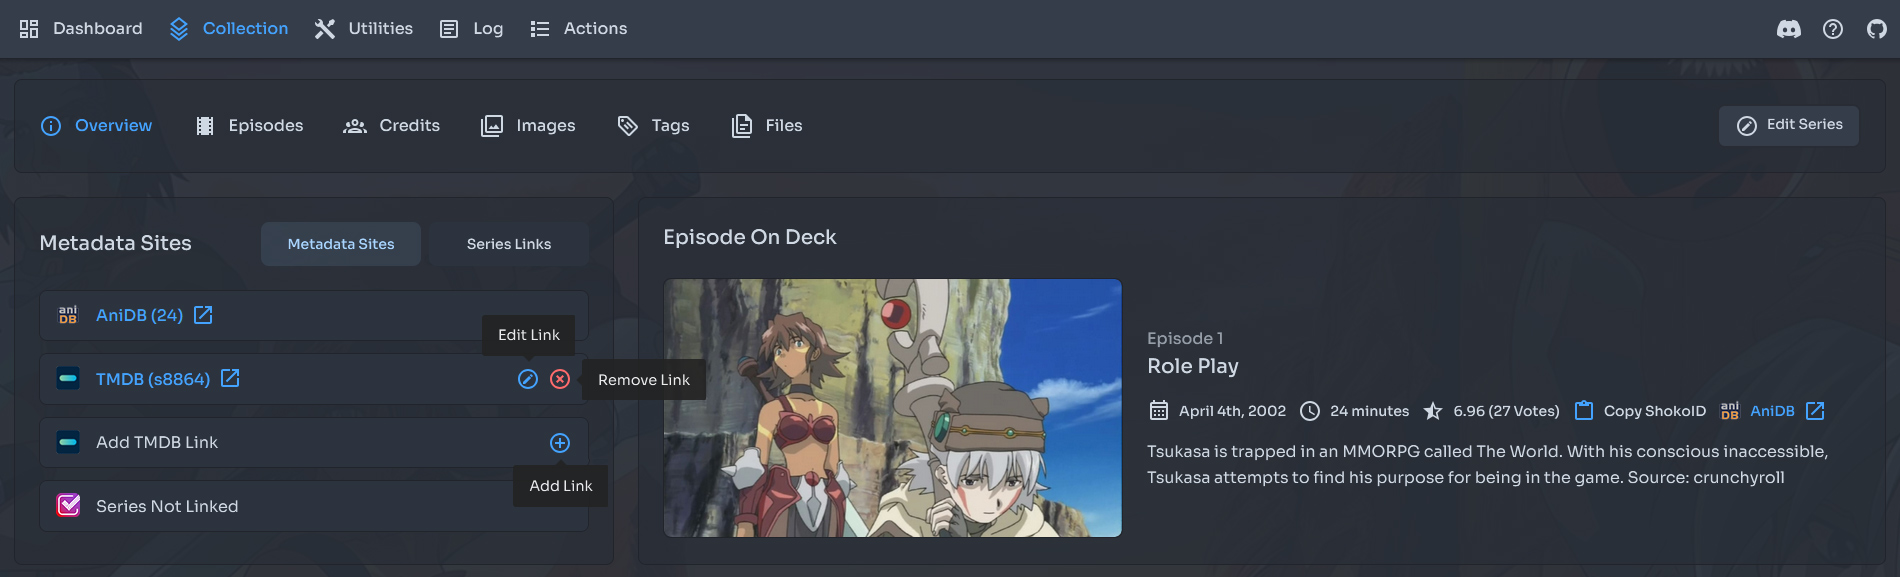 Dashboard Collection Utilities Log Actions
Overview Episodes Credits Images Tags Files Edit Series
Metadata Sites Metadata Sites Series Links
ani DB AniDB (24)
Edit Link
TMDB (s8864) Remove Link
Add TMDB Link
Add Link
Series Not Linked
Episode On Deck
Episode 1
Role Play
April 4th, 2002 24 minutes 6.96 (27 Votes) Copy ShokoID ani DB AniDB
Tsukasa is trapped in an MMORPG called The World. With his conscious inaccessible,
Tsukasa attempts to find his purpose for being in the game. Source: crunchyroll